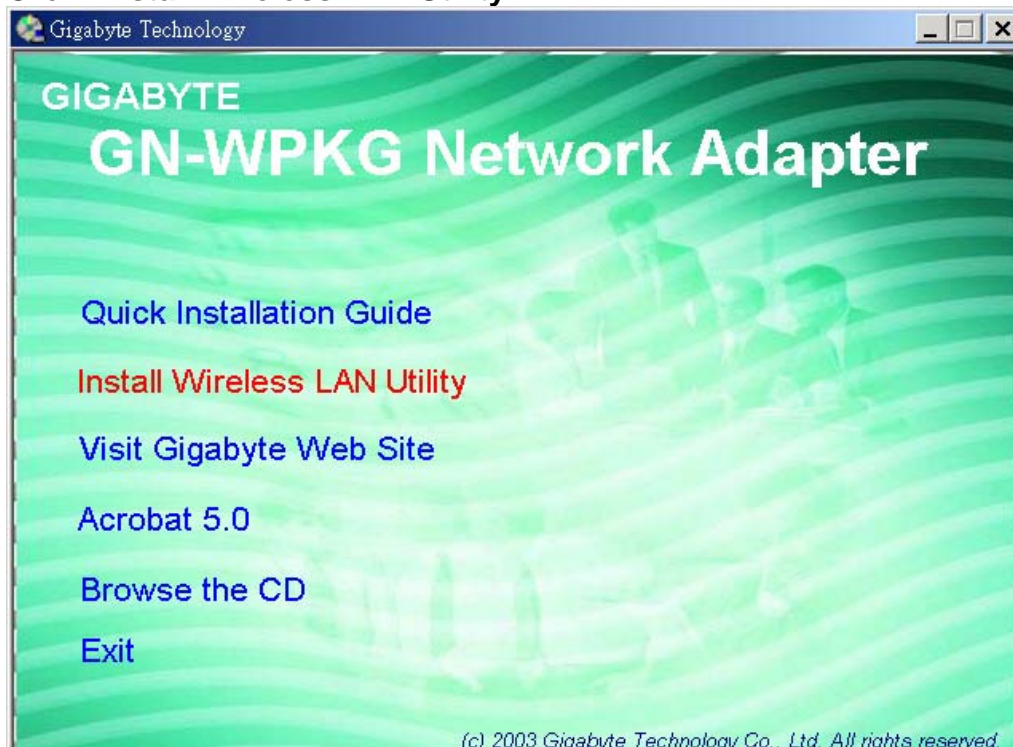 Gigabyte Technology
GIGABYTE
GN-WPKG Network Adapter
Quick Installation Guide
Install Wireless LAN Utility
Visit Gigabyte Web Site
Acrobat 5.0
Browse the CD
Exit
(c) 2003 Gigabyte Technology Co., Ltd. All rights reserved.